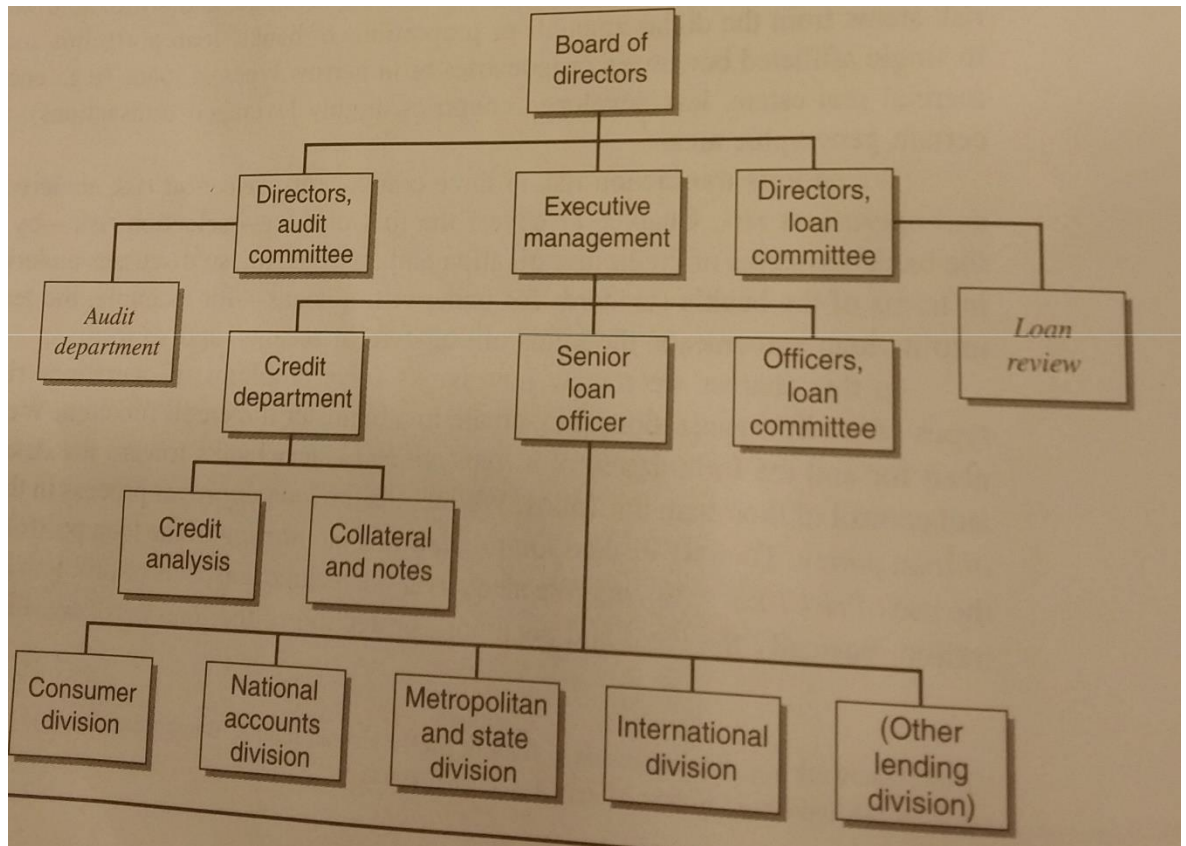 Board of
directors
Directors,
audit
committee
Executive
management
Directors,
loan
committee
Audit
department
Credit
department
Senior
loan
officer
Officers,
loan
committee
Loan
review
Credit
analysis
Collateral
and notes
Consumer
division
National
accounts
division
Metropolitan
and state
division
International
division
(Other
lending
division)